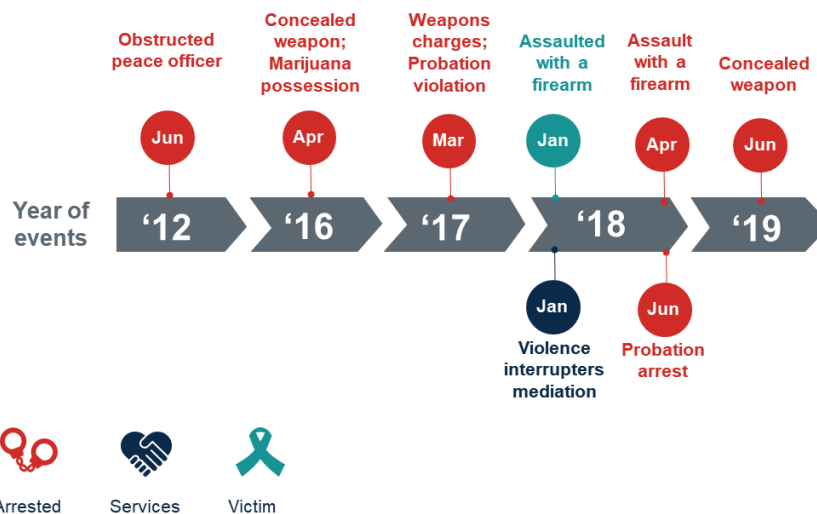 Obstructed
peace officer
Concealed
weapon;
Marijuana
possession
Weapons
charges;
Probation
violation
Assaulted
with a
firearm
Assault
with a
firearm
Concealed
weapon
Jun
Apr
Mar
Jan
Apr
Jun
Year of
events
‘12
‘16
‘17
‘18
‘19
Jan
Jun
Violence
interrupters
mediation
Probation
arrest
Arrested
Services
Victim